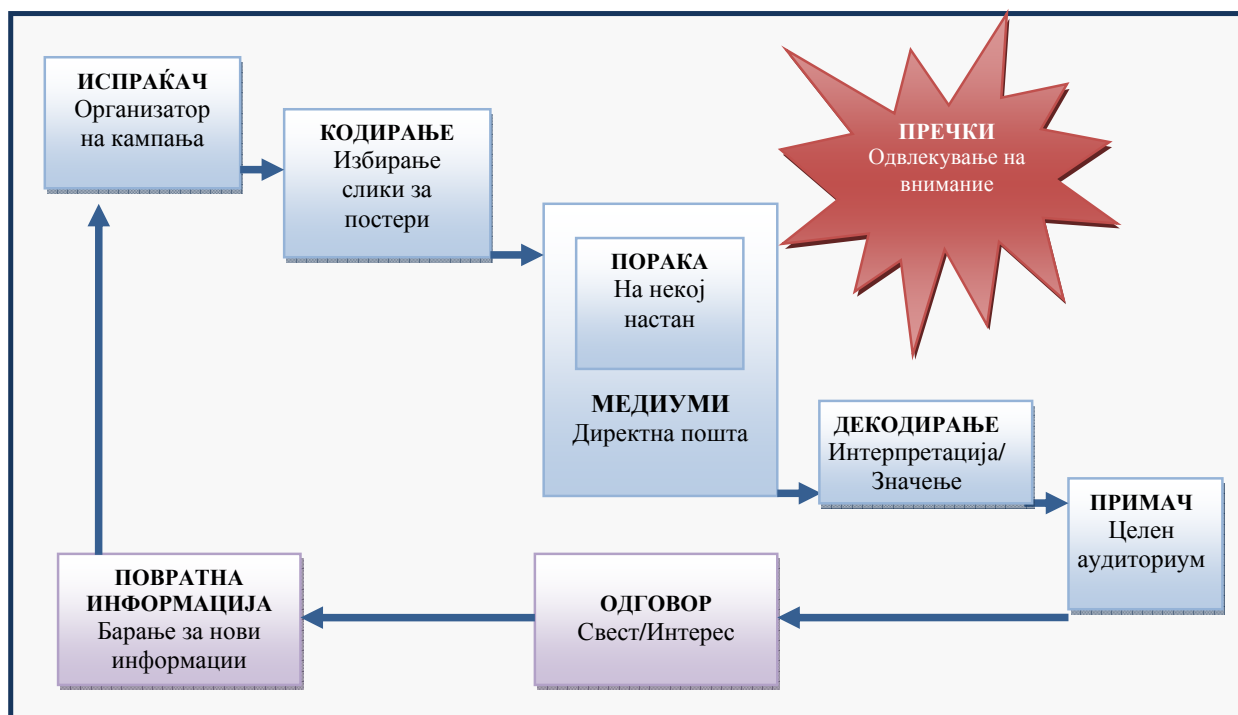 ИСПРАЌАЧ
Организатор
на кампања
КОДИРАЊЕ
Избирање
слики за
постери
ПРЕЧКИ
Одвлекување на
внимание
ПОРАКА
На некој
настан
МЕДИУМИ
Директна пошта
ДЕКОДИРАЊЕ
Интерпретација/
Значење
ПРИМАЧ
Целен
аудиториум
ОДГОВОР
Свест/Интерес
ПОВРАТНА
ИНФОРМАЦИЈА
Барање за нови
информации